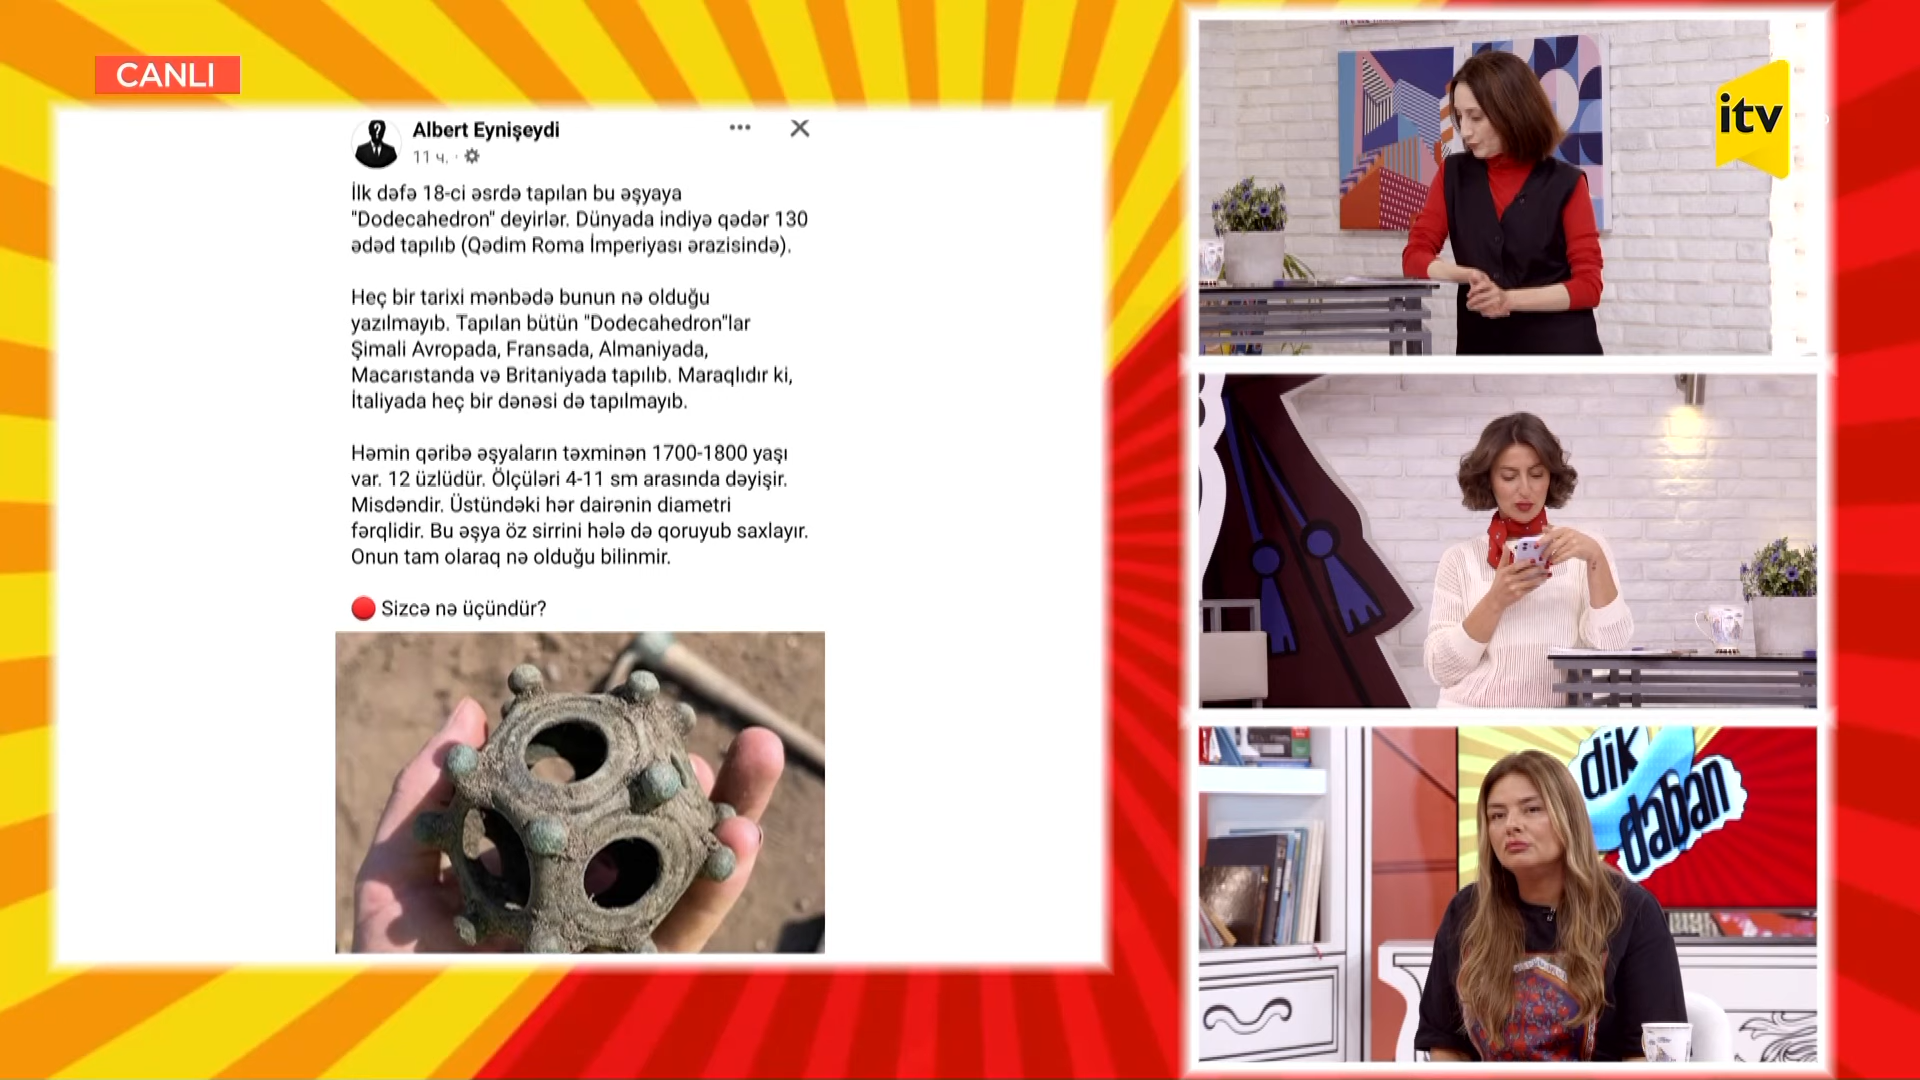 CANLI
Albert Eynişeydi
11 ч. ·
İlk dəfə 18-ci əsrdə tapılan bu əşyaya
"Dodecahedron" deyirlər. Dünyada indiyə qədər 130
ədəd tapılıb (Qədim Roma İmperiyası ərazisində).
Heç bir tarixi mənbədə bunun nə olduğu
yazılmayıb. Tapılan bütün "Dodecahedron"lar
Şimali Avropada, Fransada, Almaniyada,
Macarıstanda və Britaniyada tapılıb. Maraqlıdır ki,
İtaliyada heç bir dənəsi də tapılmayıb.
Həmin qəribə əşyaların təxminən 1700-1800 yaşı
var. 12 üzlüdür. Ölçüləri 4-11 sm arasında dəyişir.
Misdəndir. Üstündəki hər dairənin diametri
fərqlidir. Bu əşya öz sirrini hələ də qoruyub saxlayır.
Onun tam olaraq nə olduğu bilinmir.
Sizcə nə üçündür?
itv
dik
daban